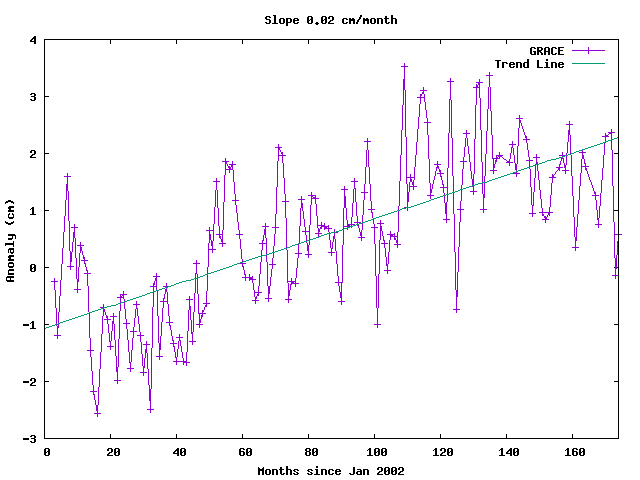 Slope 0.02 cm/month
GRACE
Trend Line
4
3
2
1
0
-1
-2
-3
Anomaly (cm)
0 20 40 60 80 100 120 140 160
Months since Jan 2002